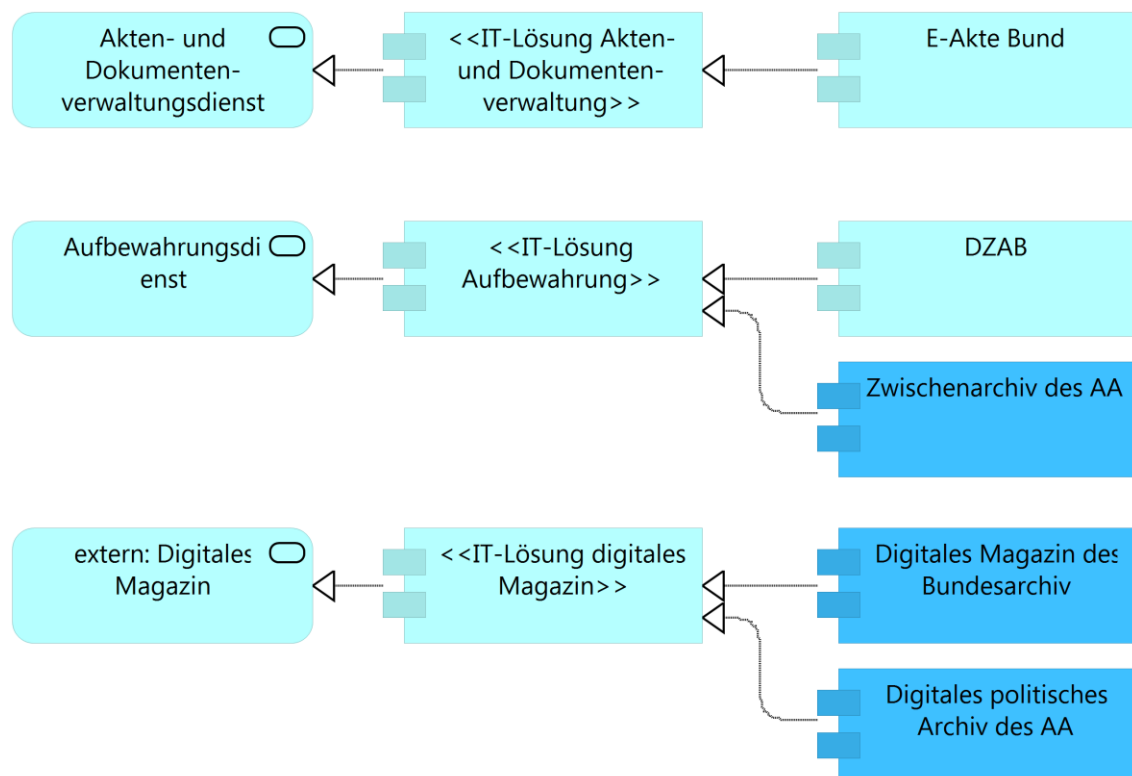 Akten- und
Dokumenten-
verwaltungsdienst
<<IT-Lösung Akten-
und Dokumenten-
verwaltung>>
E-Akte Bund
Aufbewahrungsdi
enst
<<IT-Lösung
Aufbewahrung>>
DZAB
Zwischenarchiv des AA
extern: Digitales
Magazin
<<IT-Lösung digitales
Magazin>>
Digitales Magazin des
Bundesarchiv
Digitales politisches
Archiv des AA